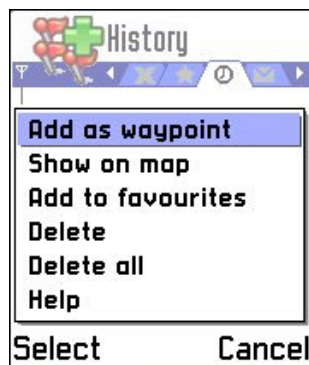 History
Add as waypoint
Show on map
Add to favourites
Delete
Delete all
Help
Select Cancel